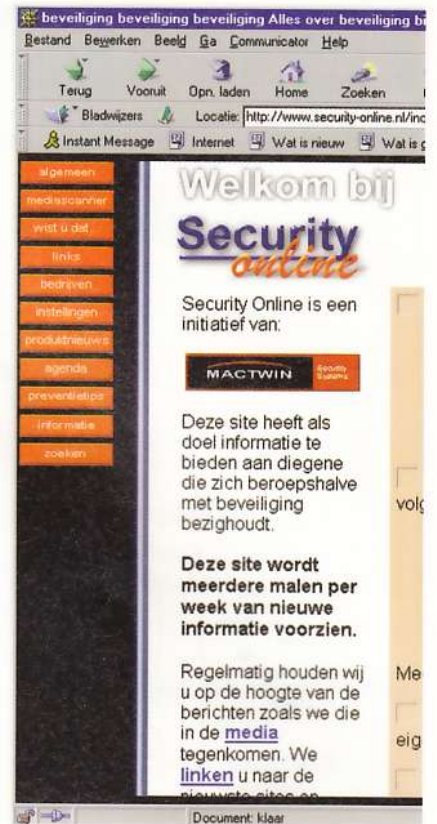 beveiliging beveiliging beveiliging Alles over beveiliging
Bestand Bewerken Beeld Ga Communicator Help
Terug Vooruit Opn. laden Home Zoeken
Bladwijzers Locatie: http://www.security-online.nl/
Instant Message Internet Wat is nieuw Wat is
algemeen
mediascanner
wist u dat
links
bedrijven
instellingen
produktnieuws
agenda
preventietips
informatie
zoeken
Welkom bij
Security
online
Security Online is een
initiatief van:
MACTWIN Security
Systems
Deze site heeft als
doel informatie te
bieden aan diegene
die zich beroepshalve
met beveiliging
bezighoudt.
Deze site wordt
meerdere malen per
week van nieuwe
informatie voorzien.
Regelmatig houden wij
u op de hoogte van de
berichten zoals we die
in de media
tegenkomen. We
linken u naar de
nieuwste sites en
volg
Me
eig
Document: klaar